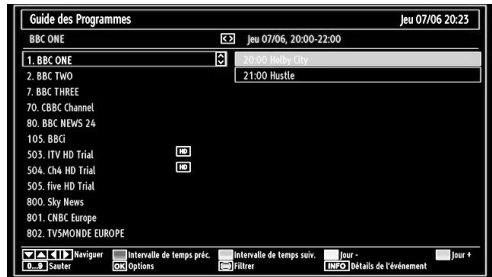 Guide des Programmes Jeu 07/06 20:23
BBC ONE Jeu 07/06, 20:00-22:00
1. BBC ONE 20:00 Holby City
2. BBC TWO 21:00 Hustle
7. BBC THREE
70. CBBC Channel
80. BBC NEWS 24
105. BBCi
503. ITV HD Trial HD
504. Ch4 HD Trial HD
505. five HD Trial
800. Sky News
801. CNBC Europe
802. TV5MONDE EUROPE
Naviguer Intervalle de temps préc. Intervalle de temps suiv. Jour - Jour +
0...9 Sauter OK Options Filtrer INFO Détails de l'événement